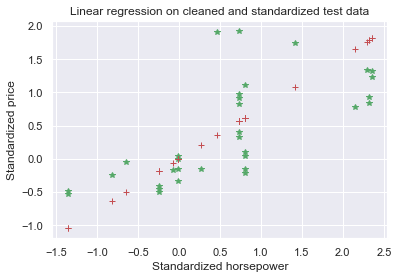 Linear regression on cleaned and standardized test data
Standardized price
2.0
1.5
1.0
0.5
0.0
−0.5
−1.0
−1.5 −1.0 −0.5 0.0 0.5 1.0 1.5 2.0 2.5
Standardized horsepower